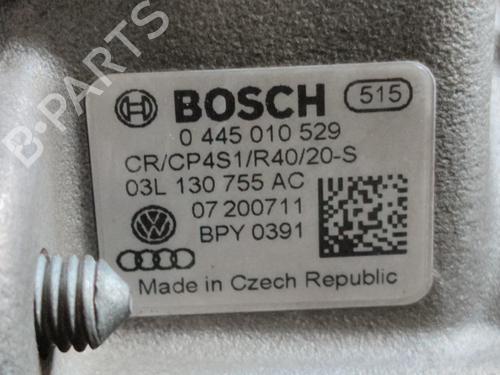 B-PARTS
BOSCH 515
0 445 010 529
CR/CP4S1/R40/20-S
03L 130 755 AC
07 200711
BPY 0391
Made in Czech Republic